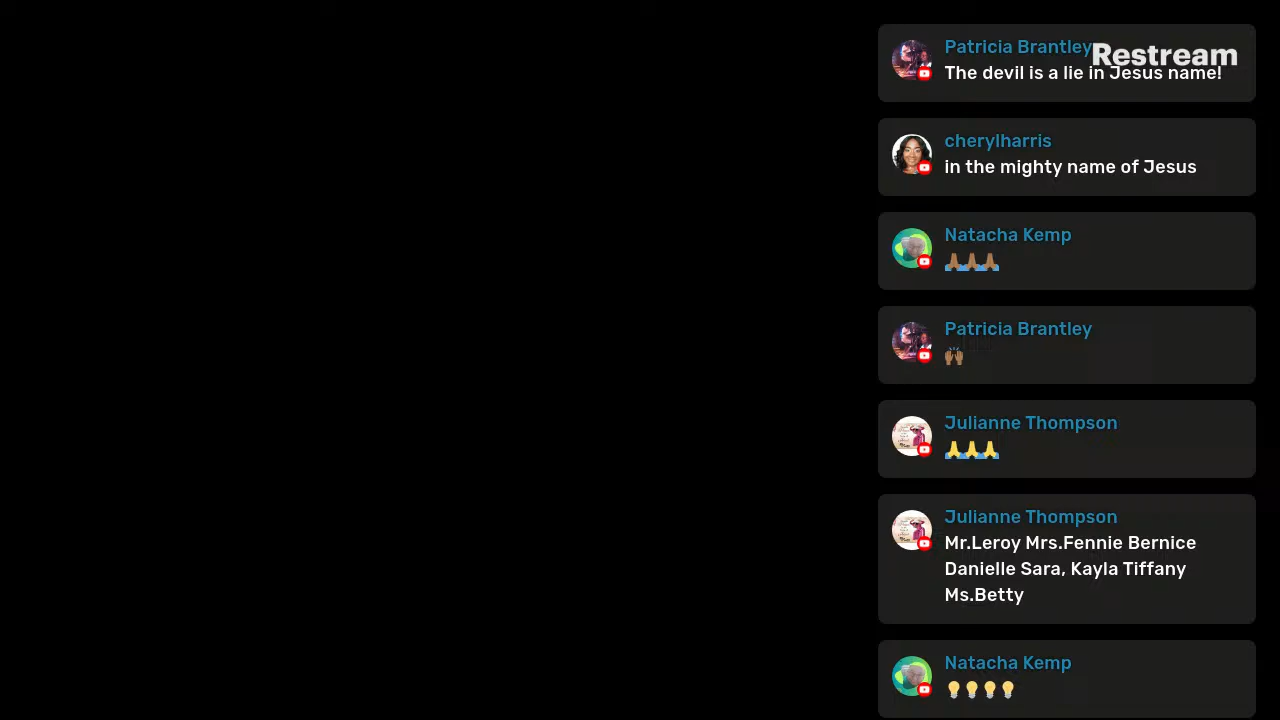 Patricia Brantley
Restream
The devil is a lie in Jesus name!
cherylharris
in the mighty name of Jesus
Natacha Kemp
🙏🏾🙏🏾🙏🏾
Patricia Brantley
🙌🏾
Julianne Thompson
🙏🙏🙏
Julianne Thompson
Mr.Leroy Mrs.Fennie Bernice
Danielle Sara, Kayla Tiffany
Ms.Betty
Natacha Kemp
💡💡💡💡